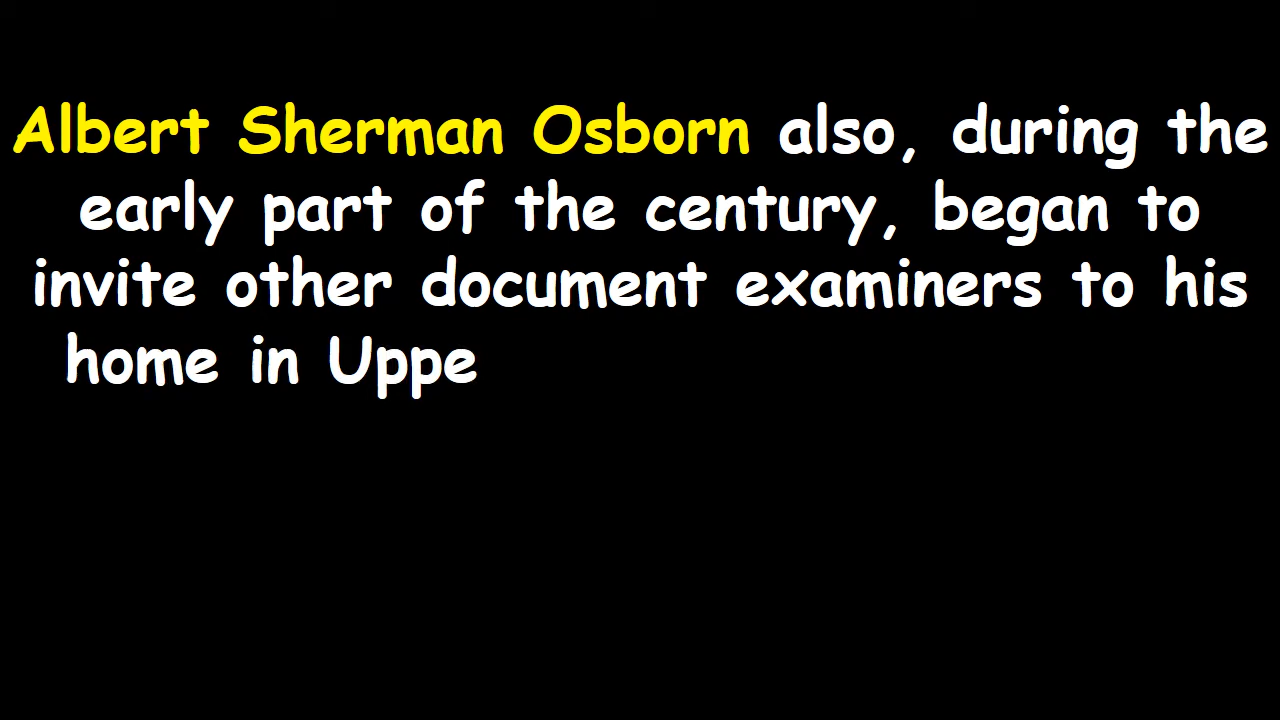 Albert Sherman Osborn also, during the
early part of the century, began to
invite other document examiners to his
home in Uppe